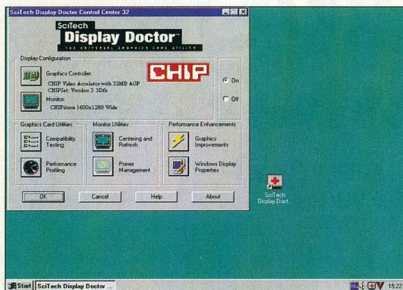 SciTech Display Doctor Control Center 32
SciTech
Display Doctor
THE UNIVERSAL GRAPHICS CARD UTILITY
Display Configuration
Graphics Controller
CHIP Video Accelerator with 32MB AGP
CHIPSet, Voodoo 2 3Dfx
Monitor
CHIPitron 1600x1280 Wide
CHIP
On
Off
Graphics Card Utilities
Monitor Utilities
Performance Enhancements
Compatibility
Testing
Centering and
Refresh
Graphics
Improvements
Performance
Profiling
Power
Management
Windows Display
Properties
OK
Cancel
Help
About
SciTech
Display Doct...
Start
SciTech Display Doctor ...
15:22